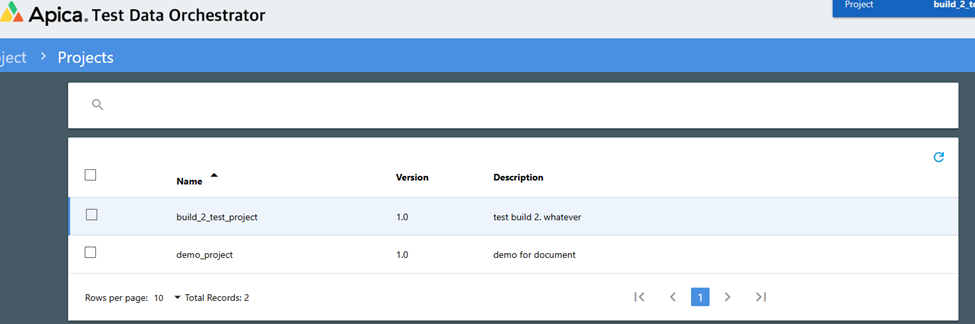 Apica. Test Data Orchestrator
Project build_2_t
ject > Projects
Name Version Description
build_2_test_project 1.0 test build 2. whatever
demo_project 1.0 demo for document
Rows per page: 10 Total Records: 2 1